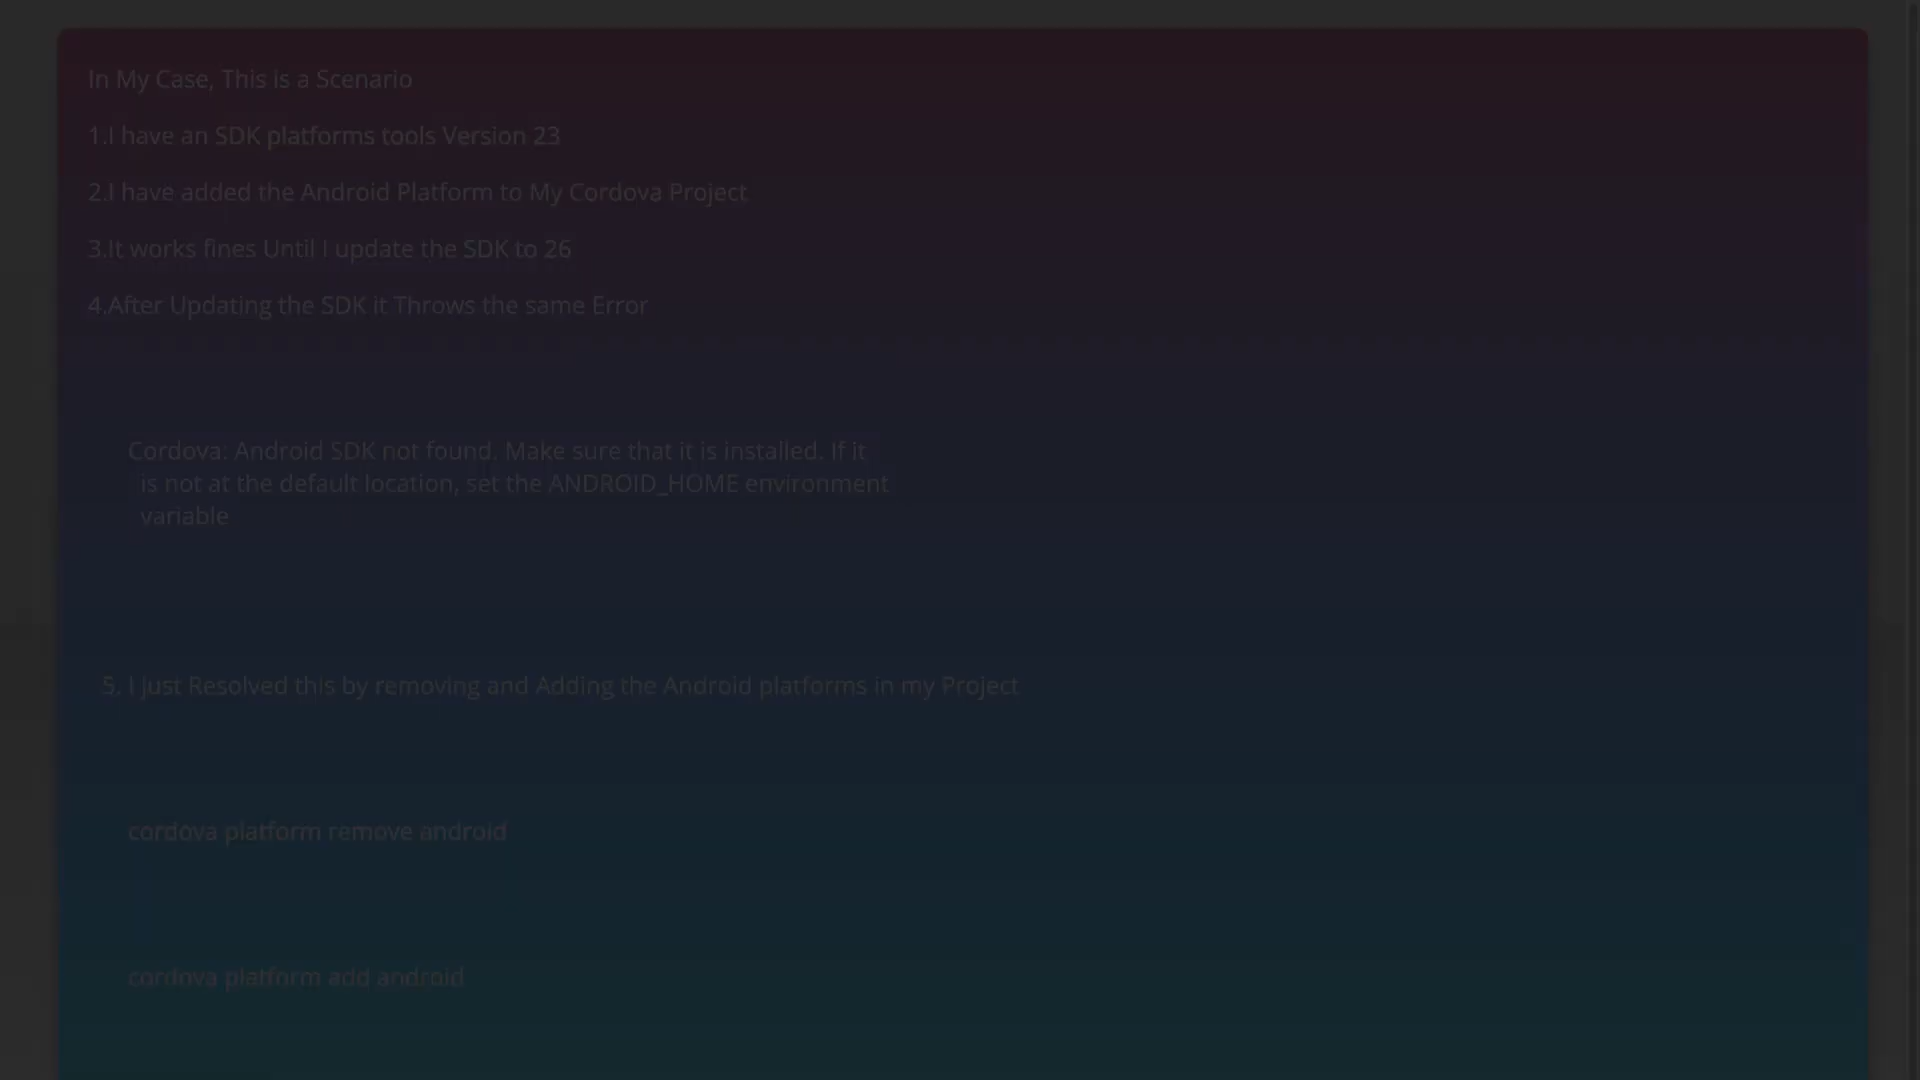 In My Case, This is a Scenario
1.I have an SDK platforms tools Version 23
2.I have added the Android Platform to My Cordova Project
3.It works fines Until I update the SDK to 26
4.After Updating the SDK it Throws the same Error
Cordova: Android SDK not found. Make sure that it is installed. If it
is not at the default location, set the ANDROID_HOME environment
variable
5. I just Resolved this by removing and Adding the Android platforms in my Project
cordova platform remove android
cordova platform add android